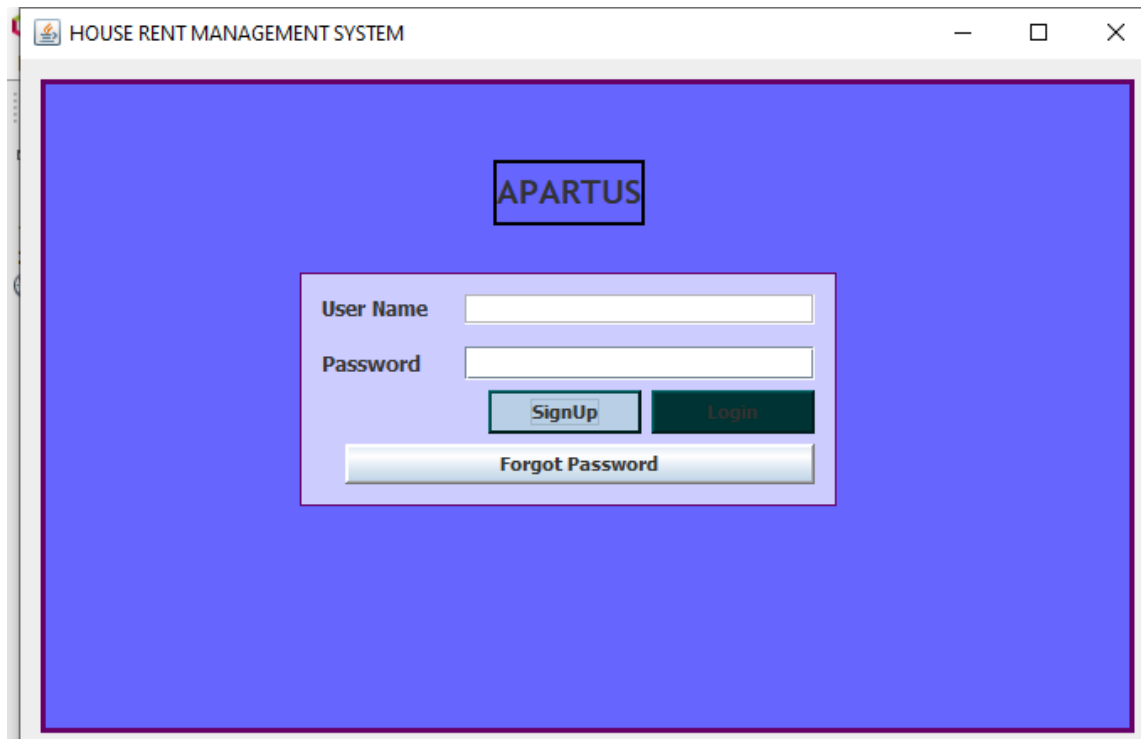 HOUSE RENT MANAGEMENT SYSTEM
APARTUS
User Name
Password
SignUp Login
Forgot Password